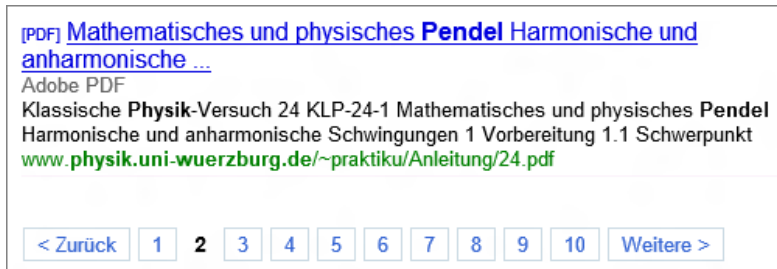 [PDF] Mathematisches und physisches Pendel Harmonische und
anharmonische ...
Adobe PDF
Klassische Physik-Versuch 24 KLP-24-1 Mathematisches und physisches Pendel
Harmonische und anharmonische Schwingungen 1 Vorbereitung 1.1 Schwerpunkt
www.physik.uni-wuerzburg.de/~praktiku/Anleitung/24.pdf
< Zurück 1 2 3 4 5 6 7 8 9 10 Weitere >